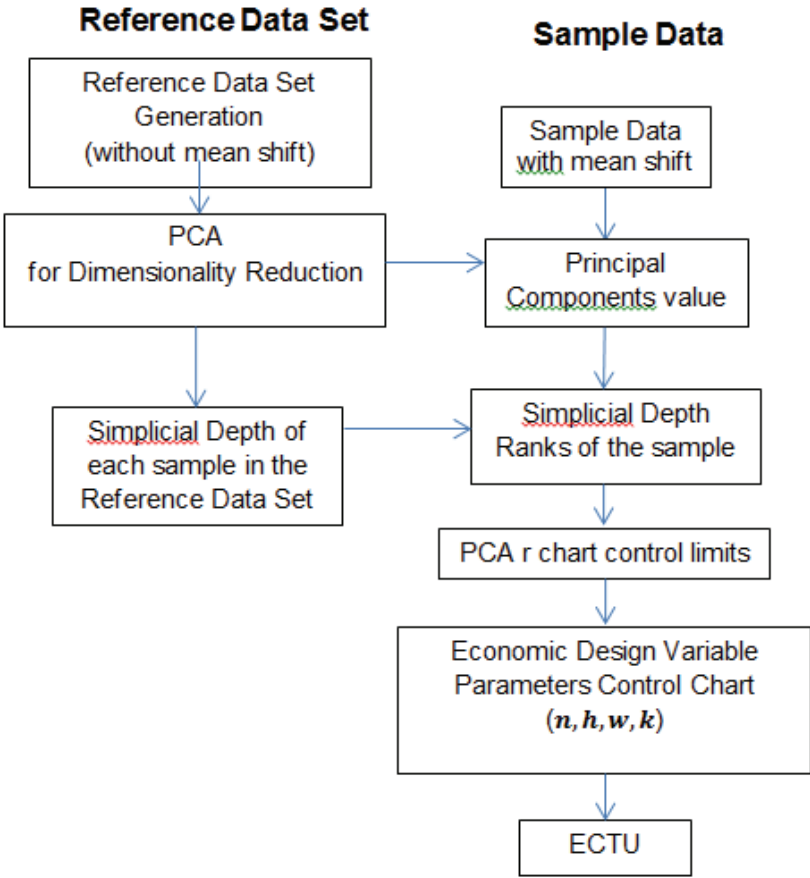 Reference Data Set
Sample Data
Reference Data Set
Generation
(without mean shift)
Sample Data
with mean shift
PCA
for Dimensionality Reduction
Principal
Components value
Simplicial Depth of
each sample in the
Reference Data Set
Simplicial Depth
Ranks of the sample
PCA r chart control limits
Economic Design Variable
Parameters Control Chart
(n, h, w, k)
ECTU